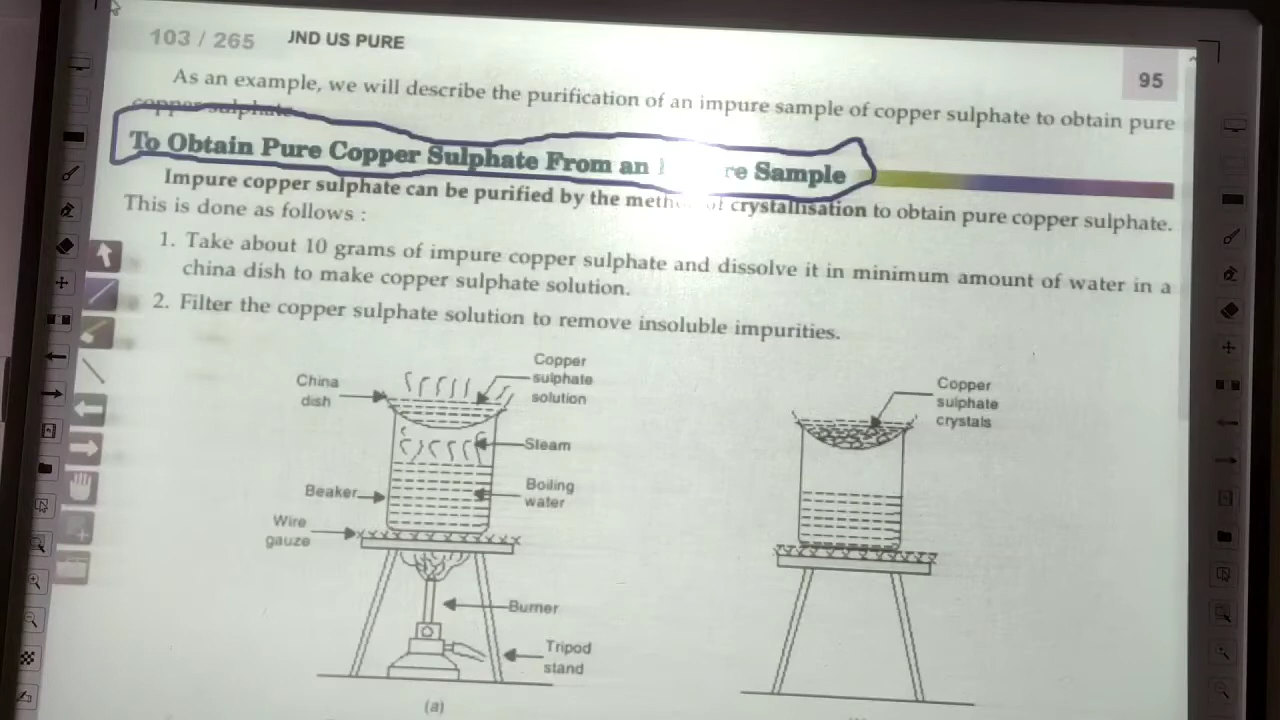 103 / 265 JND US PURE
95
As an example, we will describe the purification of an impure sample of copper sulphate to obtain pure
copper sulphate.
To Obtain Pure Copper Sulphate From an re Sample
Impure copper sulphate can be purified by the of crystallisation to obtain pure copper sulphate.
This is done as follows :
1. Take about 10 grams of impure copper sulphate and dissolve it in minimum amount of water in a
china dish to make copper sulphate solution.
2. Filter the copper sulphate solution to remove insoluble impurities.
China
dish
Copper
sulphate
solution
Steam
Beaker
Boiling
water
Wire
gauze
Burner
Tripod
stand
(a)
Copper
sulphate
crystals